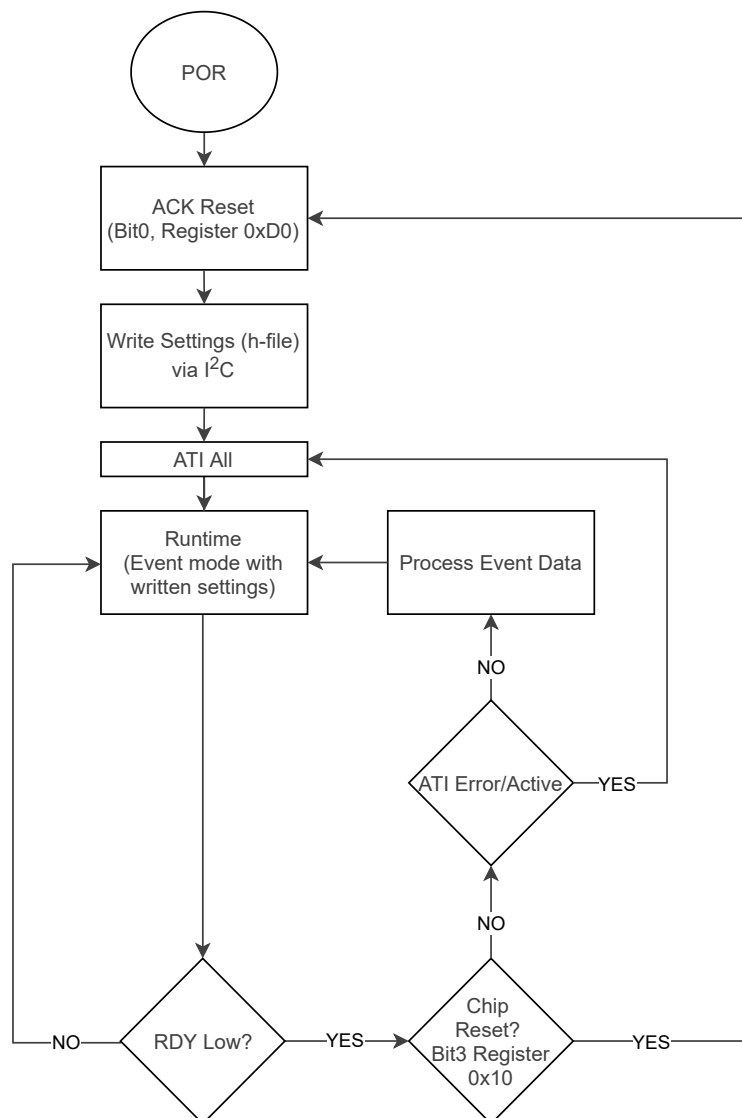 POR
ACK Reset
(Bit0, Register 0xD0)
Write Settings (h-file)
via I²C
ATI All
Runtime
(Event mode with
written settings)
Process Event Data
NO
ATI Error/Active
YES
NO
NO
RDY Low?
YES
Chip
Reset?
Bit3 Register
0x10
YES